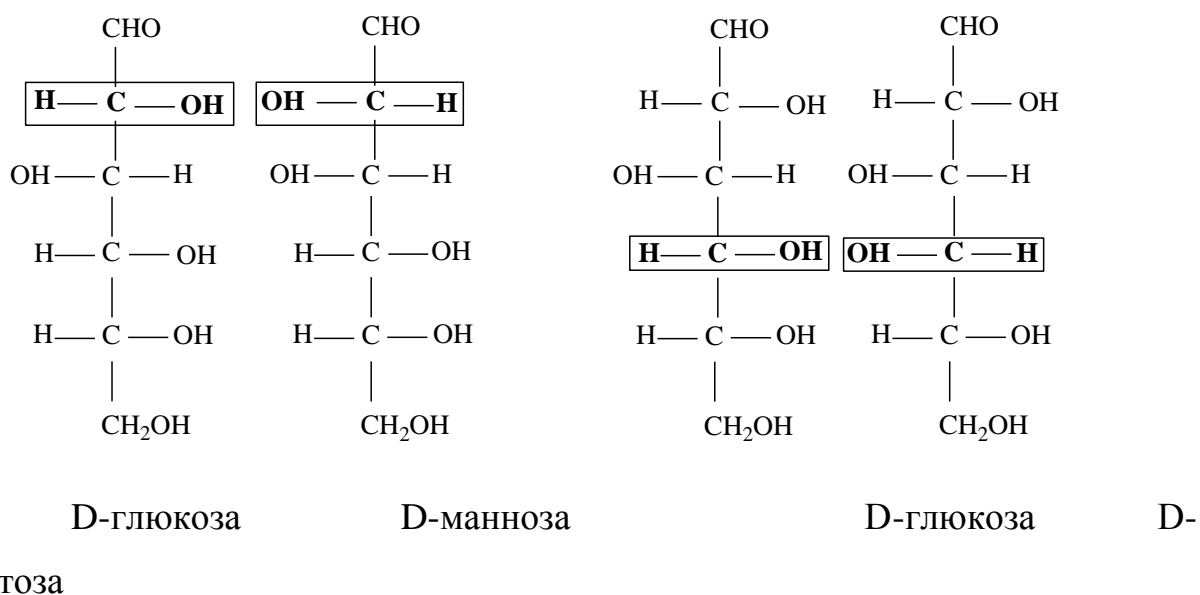 CHO CHO CHO CHO
H C OH OH C H H C OH H C OH
OH C H OH C H OH C H OH C H
H C OH H C OH H C OH OH C H
H C OH H C OH H C OH H C OH
CH₂OH CH₂OH CH₂OH CH₂OH
D-глюкоза D-манноза D-глюкоза D-
тоза